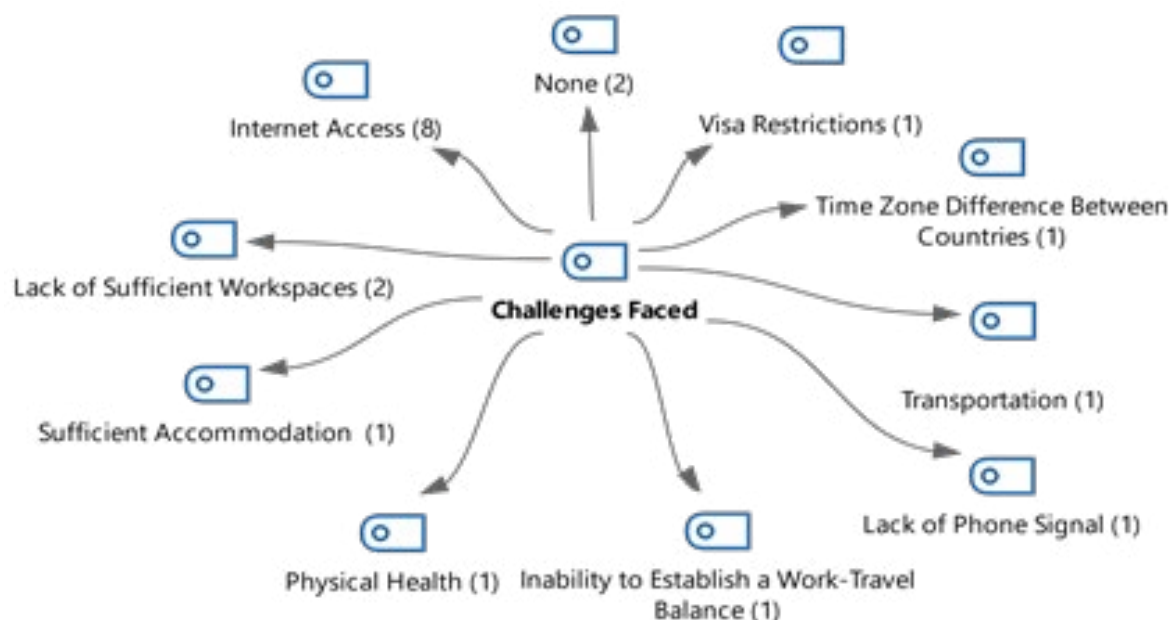 None (2)
Internet Access (8)
Visa Restrictions (1)
Time Zone Difference Between
Countries (1)
Lack of Sufficient Workspaces (2)
Challenges Faced
Transportation (1)
Sufficient Accommodation (1)
Lack of Phone Signal (1)
Physical Health (1)
Inability to Establish a Work-Travel
Balance (1)